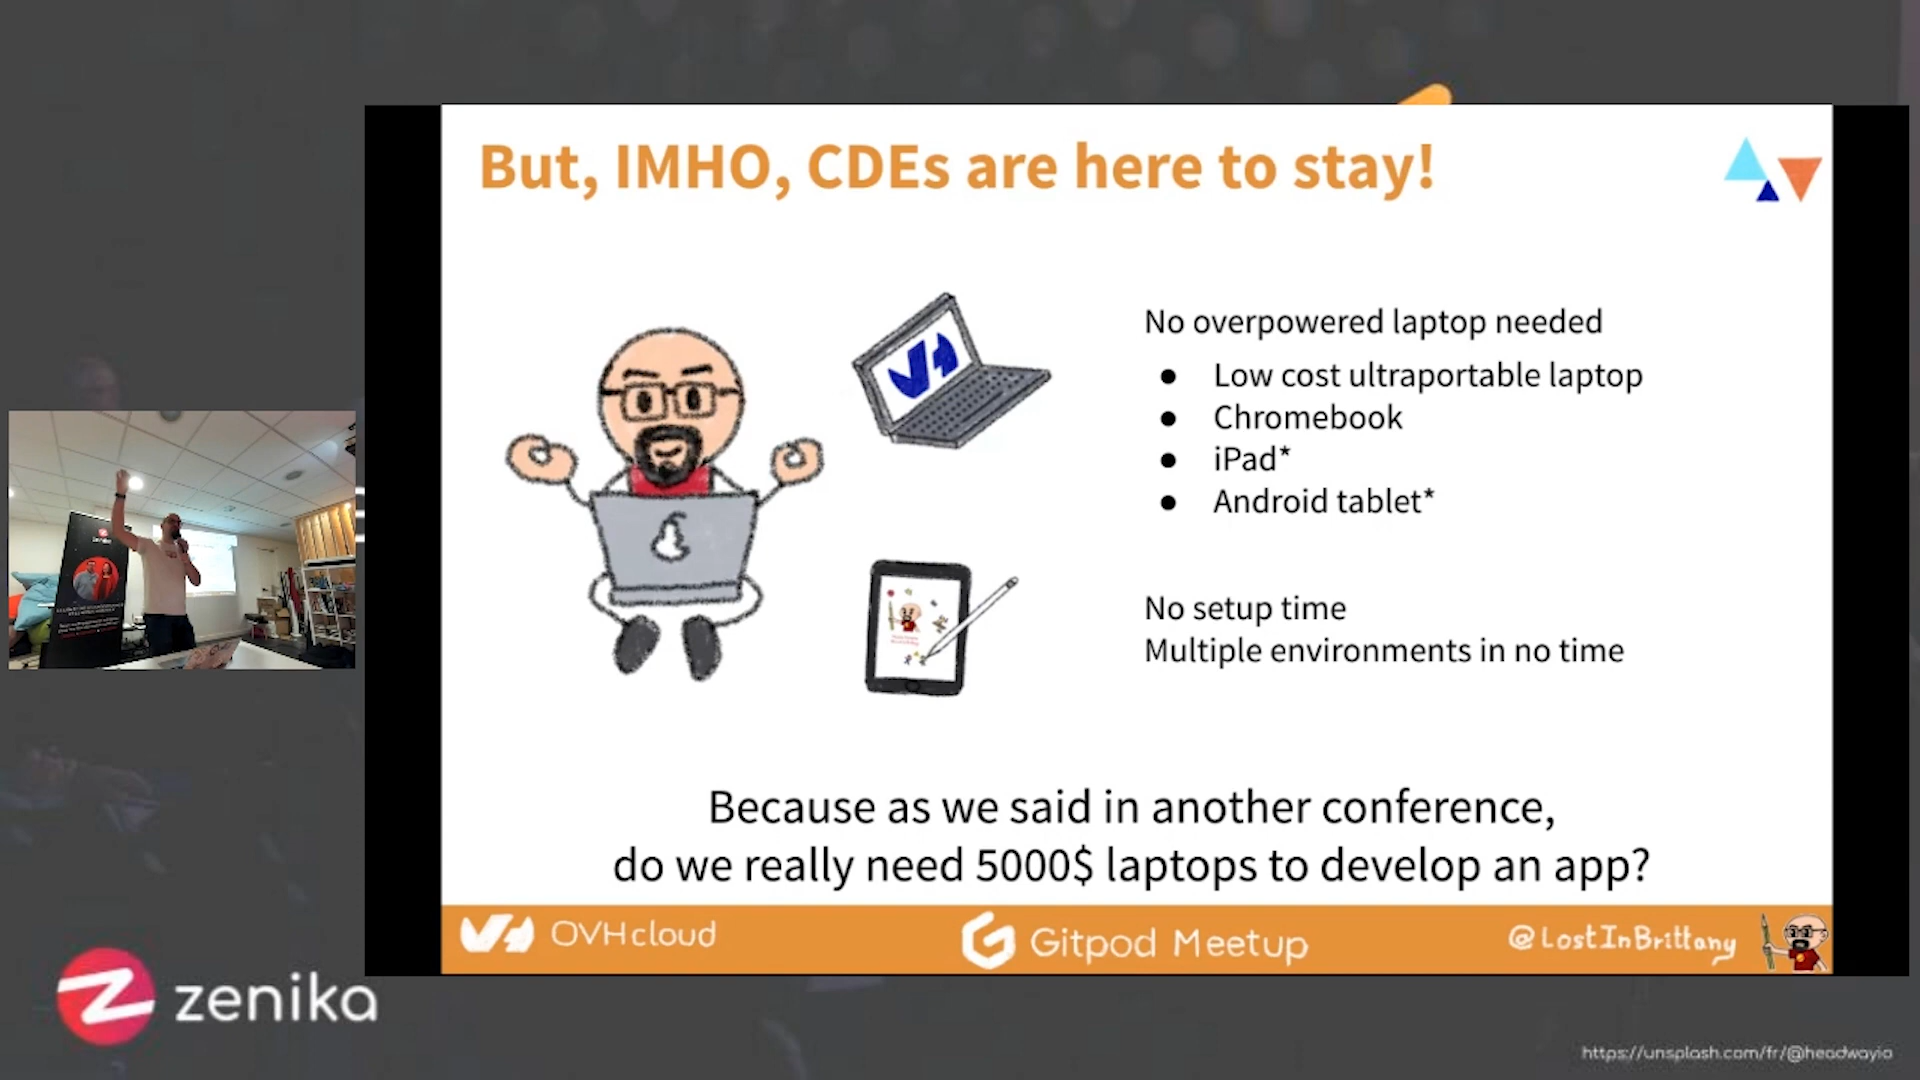 But, IMHO, CDEs are here to stay!
No overpowered laptop needed
● Low cost ultraportable laptop
● Chromebook
● iPad*
● Android tablet*
No setup time
Multiple environments in no time
Because as we said in another conference,
do we really need 5000$ laptops to develop an app?
OVHcloud
Gitpod Meetup
@LostInBrittany
zenika
https://unsplash.com/fr/@headwayio